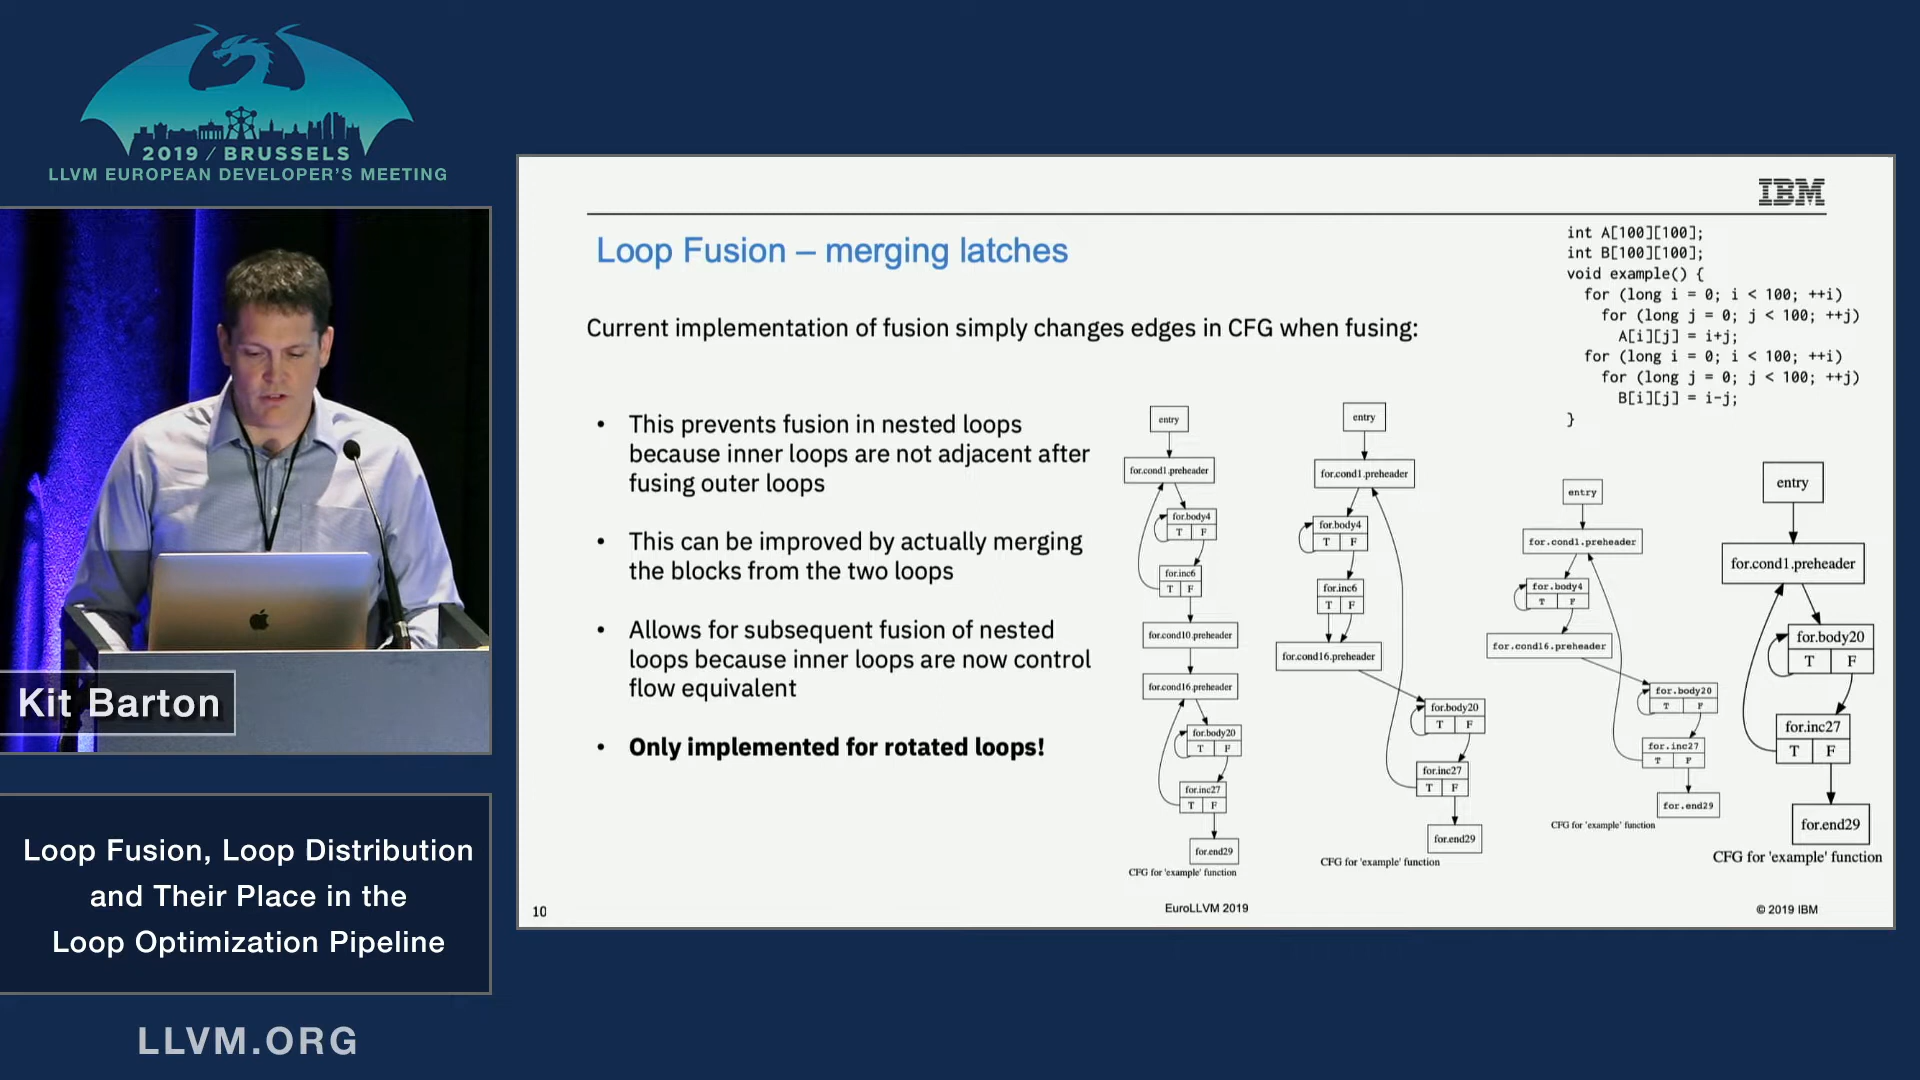 2019 / BRUSSELS
LLVM EUROPEAN DEVELOPER'S MEETING
Kit Barton
Loop Fusion, Loop Distribution
and Their Place in the
Loop Optimization Pipeline
LLVM.ORG
IBM
Loop Fusion – merging latches
int A[100][100];
int B[100][100];
void example() {
for (long i = 0; i < 100; ++i)
for (long j = 0; j < 100; ++j)
A[i][j] = i+j;
for (long i = 0; i < 100; ++i)
for (long j = 0; j < 100; ++j)
B[i][j] = i-j;
}
Current implementation of fusion simply changes edges in CFG when fusing:
• This prevents fusion in nested loops
because inner loops are not adjacent after
fusing outer loops
• This can be improved by actually merging
the blocks from the two loops
• Allows for subsequent fusion of nested
loops because inner loops are now control
flow equivalent
• Only implemented for rotated loops!
entry
for.cond1.preheader
for.body4
T F
for.inc6
T F
for.cond10.preheader
for.cond16.preheader
for.body20
T F
for.inc27
T F
for.end29
CFG for 'example' function
entry
for.cond1.preheader
for.body4
T F
for.inc6
T F
for.cond16.preheader
for.body20
T F
for.inc27
T F
for.end29
CFG for 'example' function
entry
for.cond1.preheader
for.body4
T F
for.cond16.preheader
for.body20
T F
for.inc27
T F
for.end29
CFG for 'example' function
entry
for.cond1.preheader
for.body20
T F
for.inc27
T F
for.end29
CFG for 'example' function
10
EuroLLVM 2019
© 2019 IBM